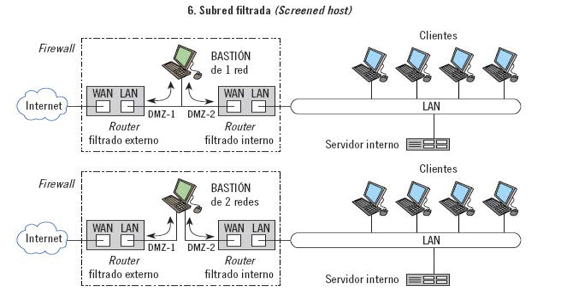 6. Subred filtrada (Screened host)
Firewall
BASTIÓN
de 1 red
Clientes
Internet
WAN LAN
DMZ-1
DMZ-2
WAN LAN
LAN
Router
filtrado externo
Router
filtrado interno
Servidor interno
Firewall
BASTIÓN
de 2 redes
Clientes
Internet
WAN LAN
DMZ-1
DMZ-2
WAN LAN
LAN
Router
filtrado externo
Router
filtrado interno
Servidor interno